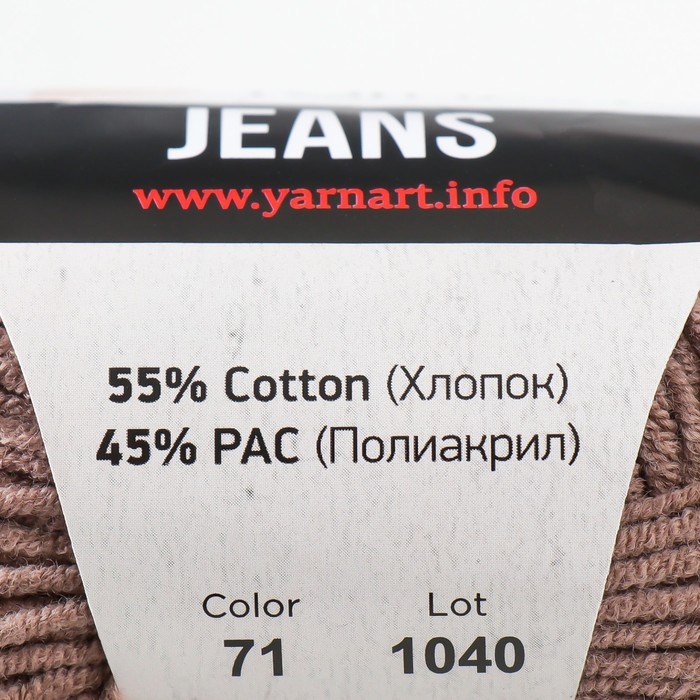 JEANS
www.yarnart.info
55% Cotton (Хлопок)
45% PAC (Полиакрил)
Color Lot
71 1040